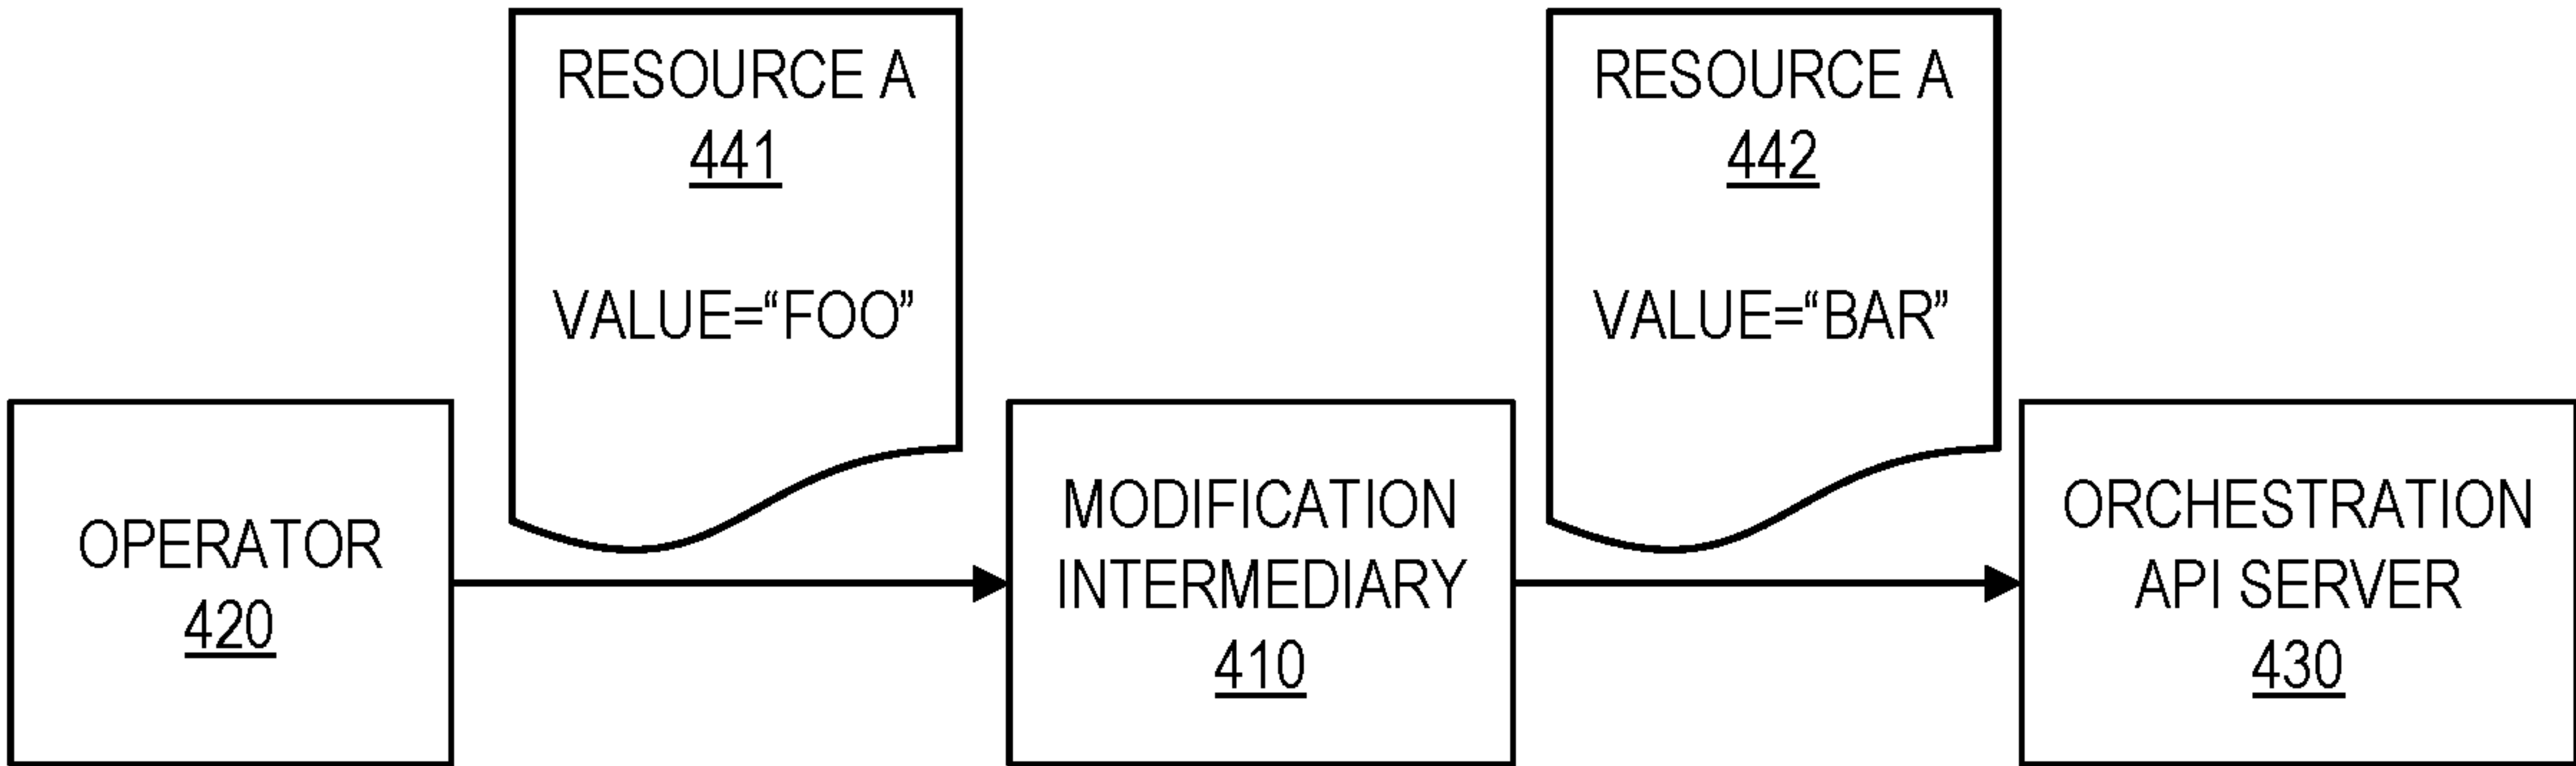 RESOURCE A
441
VALUE=“FOO”
RESOURCE A
442
VALUE=“BAR”
OPERATOR
420
MODIFICATION
INTERMEDIARY
410
ORCHESTRATION
API SERVER
430